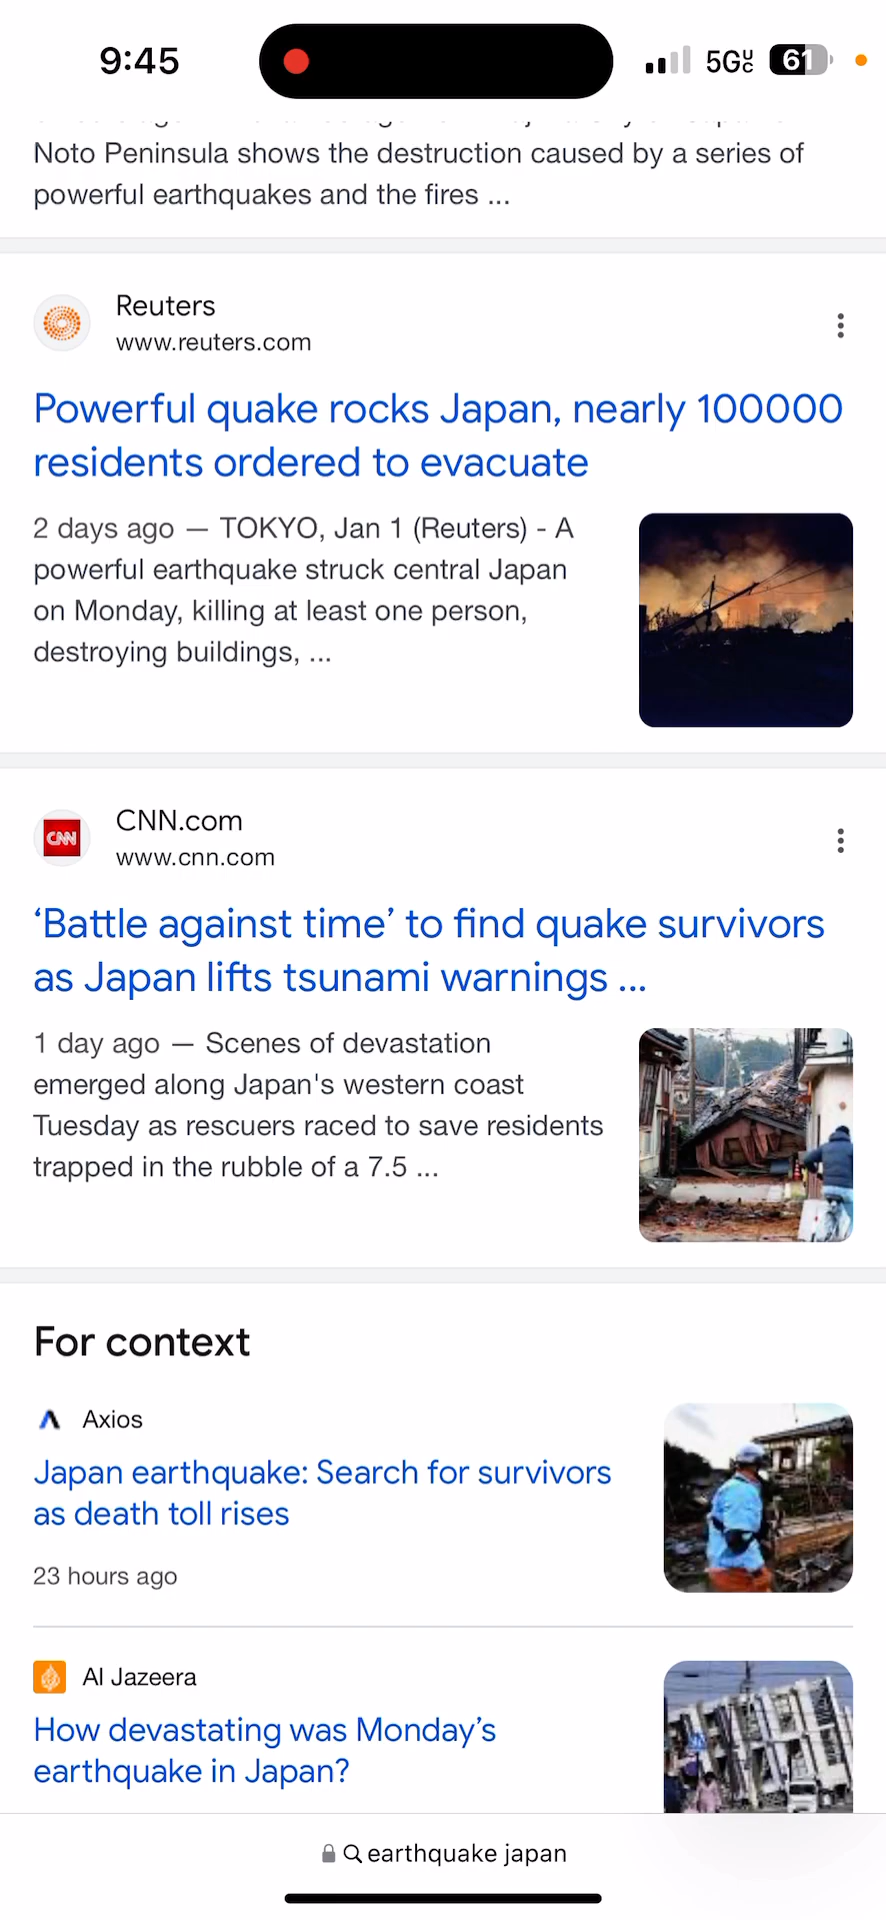 9:45
5GUC
61
Noto Peninsula shows the destruction caused by a series of
powerful earthquakes and the fires ...
Reuters
www.reuters.com
Powerful quake rocks Japan, nearly 100000
residents ordered to evacuate
2 days ago — TOKYO, Jan 1 (Reuters) - A
powerful earthquake struck central Japan
on Monday, killing at least one person,
destroying buildings, ...
CNN
CNN.com
www.cnn.com
‘Battle against time’ to find quake survivors
as Japan lifts tsunami warnings ...
1 day ago — Scenes of devastation
emerged along Japan's western coast
Tuesday as rescuers raced to save residents
trapped in the rubble of a 7.5 ...
For context
Axios
Japan earthquake: Search for survivors
as death toll rises
23 hours ago
Al Jazeera
How devastating was Monday’s
earthquake in Japan?
earthquake japan